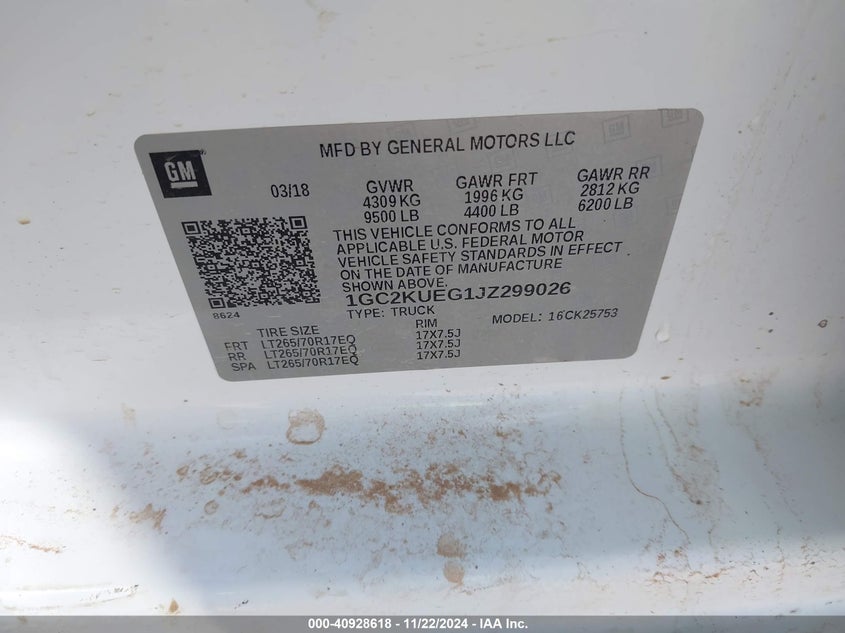 GM
MFD BY GENERAL MOTORS LLC
03/18
GVWR GAWR FRT GAWR RR
4309 KG 1996 KG 2812 KG
9500 LB 4400 LB 6200 LB
THIS VEHICLE CONFORMS TO ALL
APPLICABLE U.S. FEDERAL MOTOR
VEHICLE SAFETY STANDARDS IN EFFECT
ON THE DATE OF MANUFACTURE
SHOWN ABOVE.
1GC2KUEG1JZ299026
8624
TYPE: TRUCK MODEL: 16CK25753
TIRE SIZE RIM
FRT LT265/70R17EQ 17X7.5J
RR LT265/70R17EQ 17X7.5J
SPA LT265/70R17EQ 17X7.5J
000-40928618 - 11/22/2024 - IAA Inc.